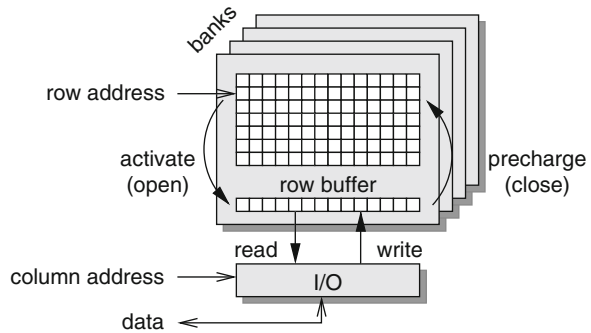 banks
row address
activate
(open)
precharge
(close)
row buffer
read
write
column address
I/O
data